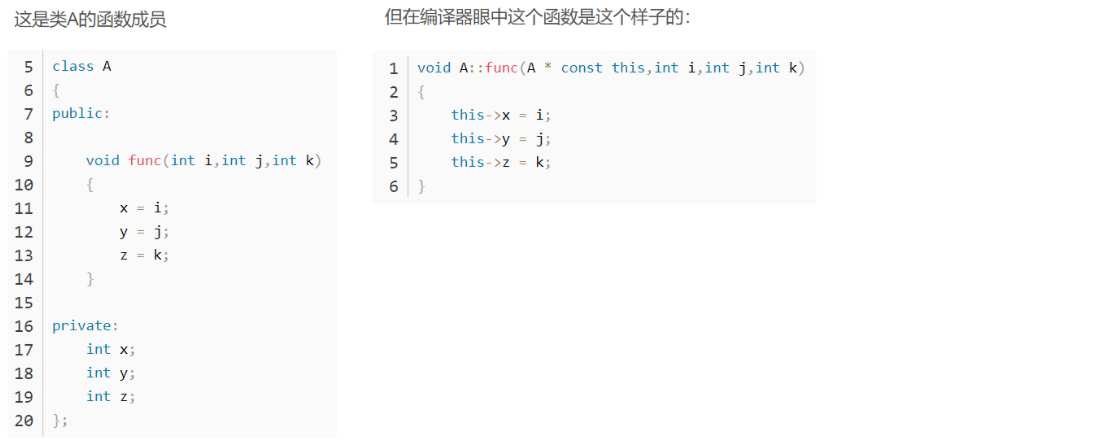 这是类A的函数成员
5 class A
6 {
7 public:
8
9     void func(int i,int j,int k)
10     {
11         x = i;
12         y = j;
13         z = k;
14     }
15
16 private:
17     int x;
18     int y;
19     int z;
20 };
但在编译器眼中这个函数是这个样子的：
1 void A::func(A * const this,int i,int j,int k)
2 {
3     this->x = i;
4     this->y = j;
5     this->z = k;
6 }